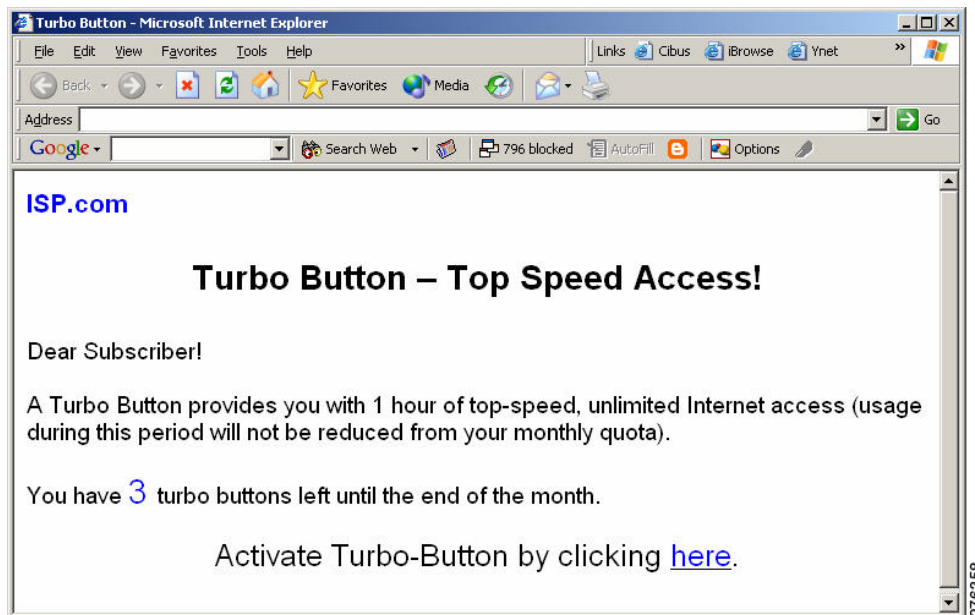 Turbo Button - Microsoft Internet Explorer
File Edit View Favorites Tools Help Links Cibus iBrowse Ynet »
Back Favorites Media
Address Go
Google Search Web 796 blocked AutoFill Options
ISP.com
Turbo Button – Top Speed Access!
Dear Subscriber!
A Turbo Button provides you with 1 hour of top-speed, unlimited Internet access (usage
during this period will not be reduced from your monthly quota).
You have 3 turbo buttons left until the end of the month.
Activate Turbo-Button by clicking here.